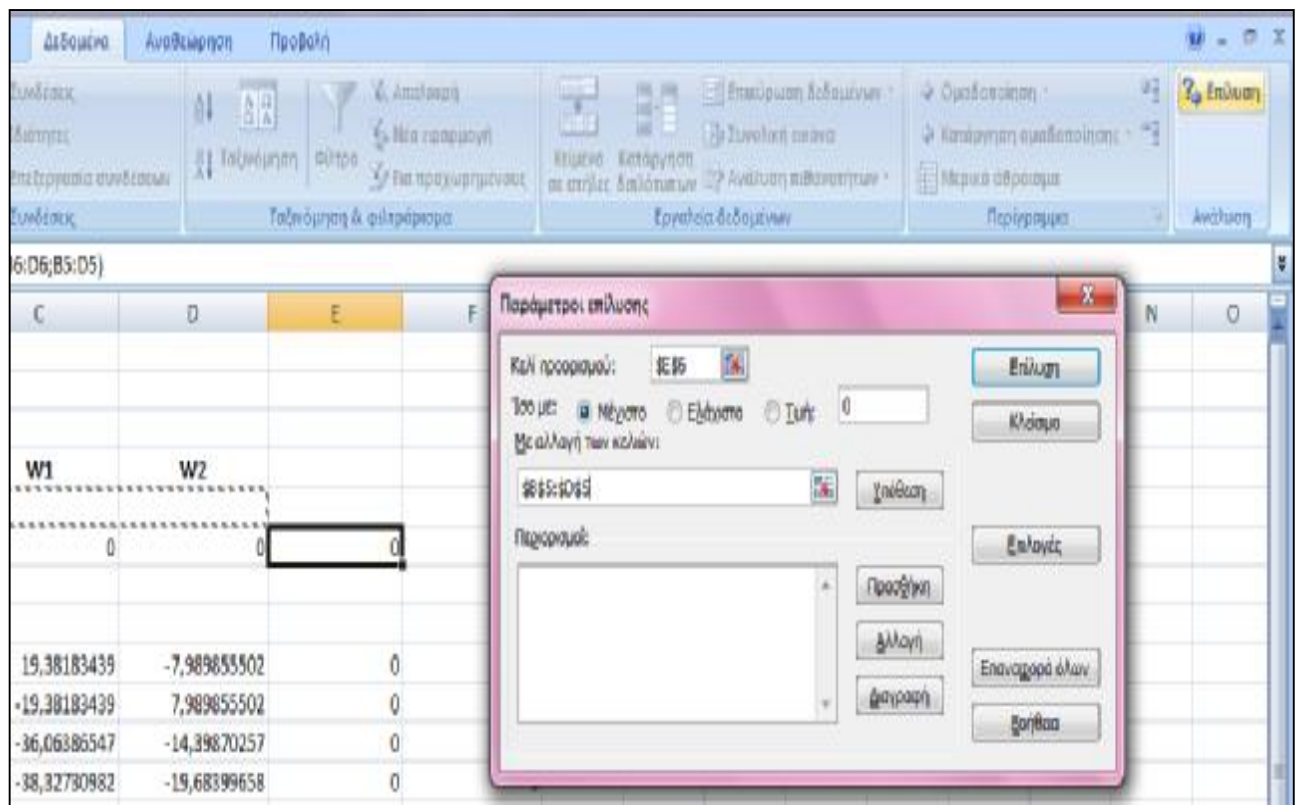 Δεδομένα Αναθεώρηση Προβολή
Συνδέσεις
Ιδιότητες
Επεξεργασία συνδέσεων
Συνδέσεις
Ταξινόμηση
Φίλτρο
Απαλοιφή
Νέα εφαρμογή
Για προχωρημένους
Ταξινόμηση & φιλτράρισμα
Κείμενο
σε στήλες
Κατάργηση
διπλότυπων
Επικύρωση δεδομένων
Συνολική εικόνα
Ανάλυση πιθανοτήτων
Εργαλεία δεδομένων
Ομαδοποίηση
Κατάργηση ομαδοποίησης
Μερικό άθροισμα
Περίγραμμα
Επίλυση
Ανάλυση
6:D6;B5:D5)
C D E F N O
W1 W2
0 0 0
19,38183439 -7,989855502 0
-19,38183439 7,989855502 0
-36,06386547 -14,39870257 0
-38,32730982 -19,68399658 0
Παράμετροι επίλυσης
Κελί προορισμού: $E$6
Επίλυση
Ίσο με: Μέγιστο Ελάχιστο Τιμή: 0
Κλείσιμο
Με αλλαγή των κελιών:
$B$5:$D$5
Υπόθεση
Περιορισμοί:
Επιλογές
Προσθήκη
Αλλαγή
Επαναφορά όλων
Διαγραφή
Βοήθεια